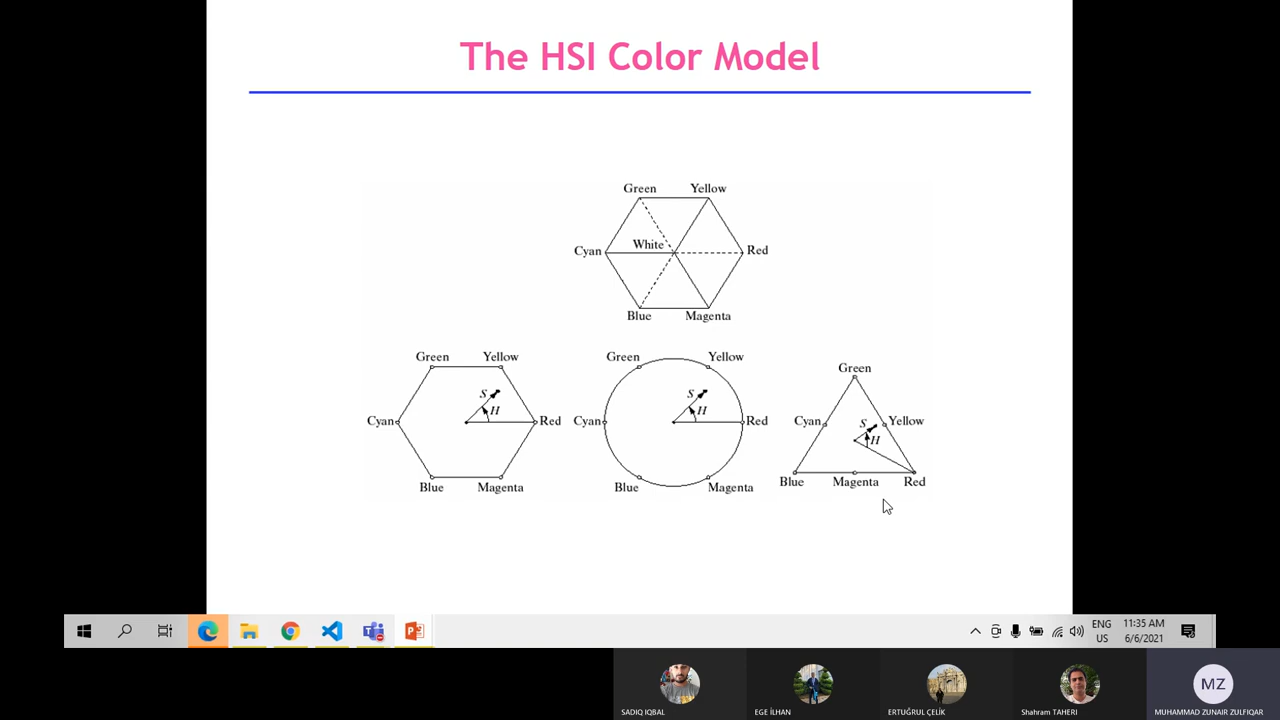 The HSI Color Model
Green Yellow
Cyan White Red
Blue Magenta
Green Yellow
S
H
Cyan Red
Blue Magenta
Green Yellow
S
H
Cyan Red
Blue Magenta
Green
Cyan S Yellow
H
Blue Magenta Red
ENG
US
11:35 AM
6/6/2021
SADIQ IQBAL
EGE İLHAN
ERTUĞRUL ÇELİK
Shahram TAHERI
MZ
MUHAMMAD ZUNAIR ZULFIQAR